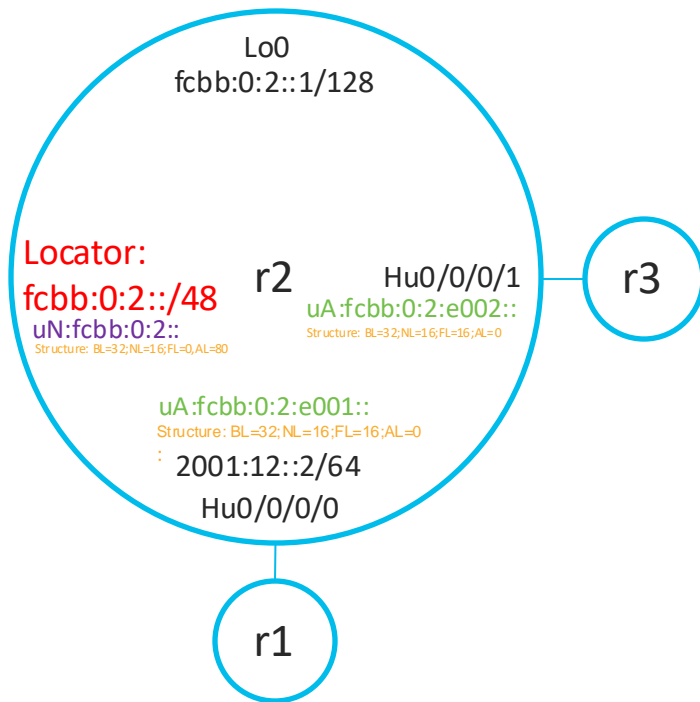 Lo0
fcbb:0:2::1/128
Locator:
fcbb:0:2::/48
uN:fcbb:0:2::
Structure: BL=32;NL=16;FL=0,AL=80
r2
Hu0/0/0/1
uA:fcbb:0:2:e002::
Structure: BL=32;NL=16;FL=16;AL=0
r3
uA:fcbb:0:2:e001::
Structure: BL=32;NL=16;FL=16;AL=0
:
2001:12::2/64
Hu0/0/0/0
r1